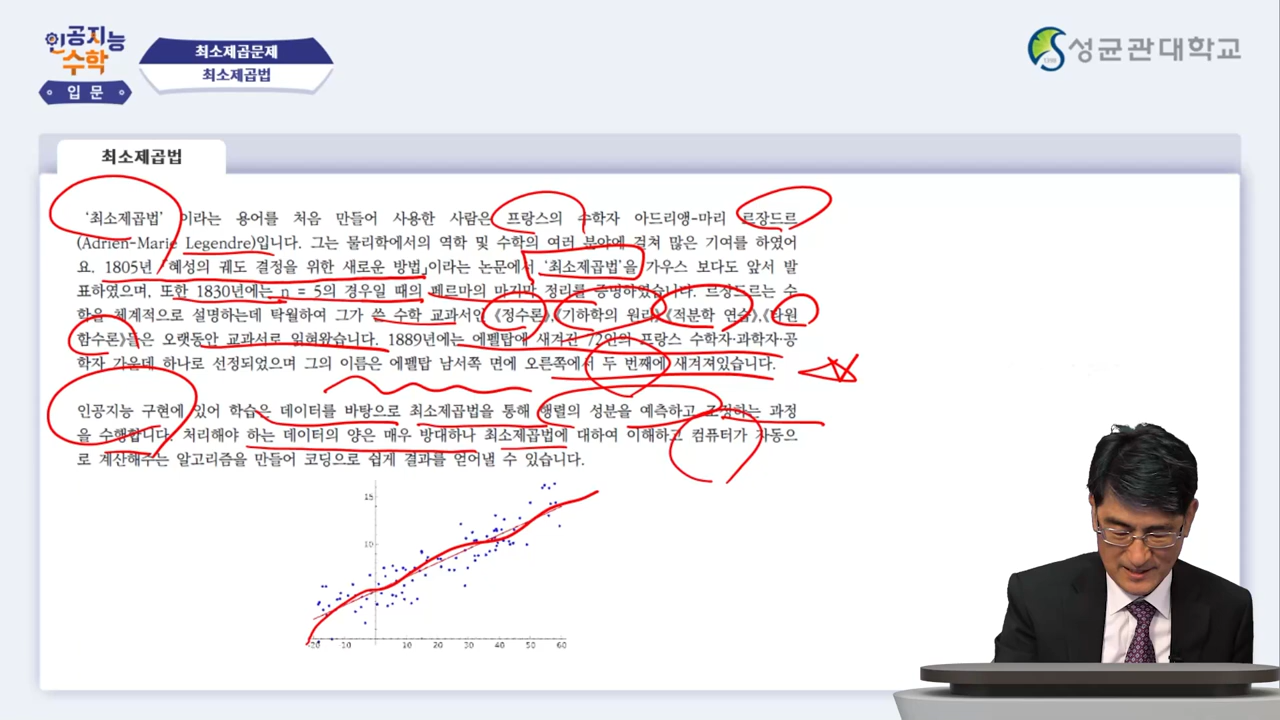 인공지능
수학
입 문
최소제곱문제
최소제곱법
성균관대학교
최소제곱법
‘최소제곱법’ 이라는 용어를 처음 만들어 사용한 사람은 프랑스의 수학자 아드리앵-마리 르장드르
(Adrien-Marie Legendre)입니다. 그는 물리학에서의 역학 및 수학의 여러 분야에 걸쳐 많은 기여를 하였어
요. 1805년 「혜성의 궤도 결정을 위한 새로운 방법」이라는 논문에서 ‘최소제곱법’을 가우스 보다도 앞서 발
표하였으며, 또한 1830년에는 n = 5의 경우일 때의 페르마의 마지막 정리를 증명하였습니다. 르장드르는 수
학을 체계적으로 설명하는데 탁월하여 그가 쓴 수학 교과서인 《정수론》,《기하학의 원리》,《적분학 연습》,《타원
함수론》들은 오랫동안 교과서로 읽혀왔습니다. 1889년에는 에펠탑에 새겨진 72인의 프랑스 수학자·과학자·공
학자 가운데 하나로 선정되었으며 그의 이름은 에펠탑 남서쪽 면에 오른쪽에서 두 번째에 새겨져있습니다.
인공지능 구현에 있어 학습은 데이터를 바탕으로 최소제곱법을 통해 행렬의 성분을 예측하고 조정하는 과정
을 수행합니다. 처리해야 하는 데이터의 양은 매우 방대하나 최소제곱법에 대하여 이해하고 컴퓨터가 자동으
로 계산해주는 알고리즘을 만들어 코딩으로 쉽게 결과를 얻어낼 수 있습니다.
15
10
-20 -10 10 20 30 40 50 60